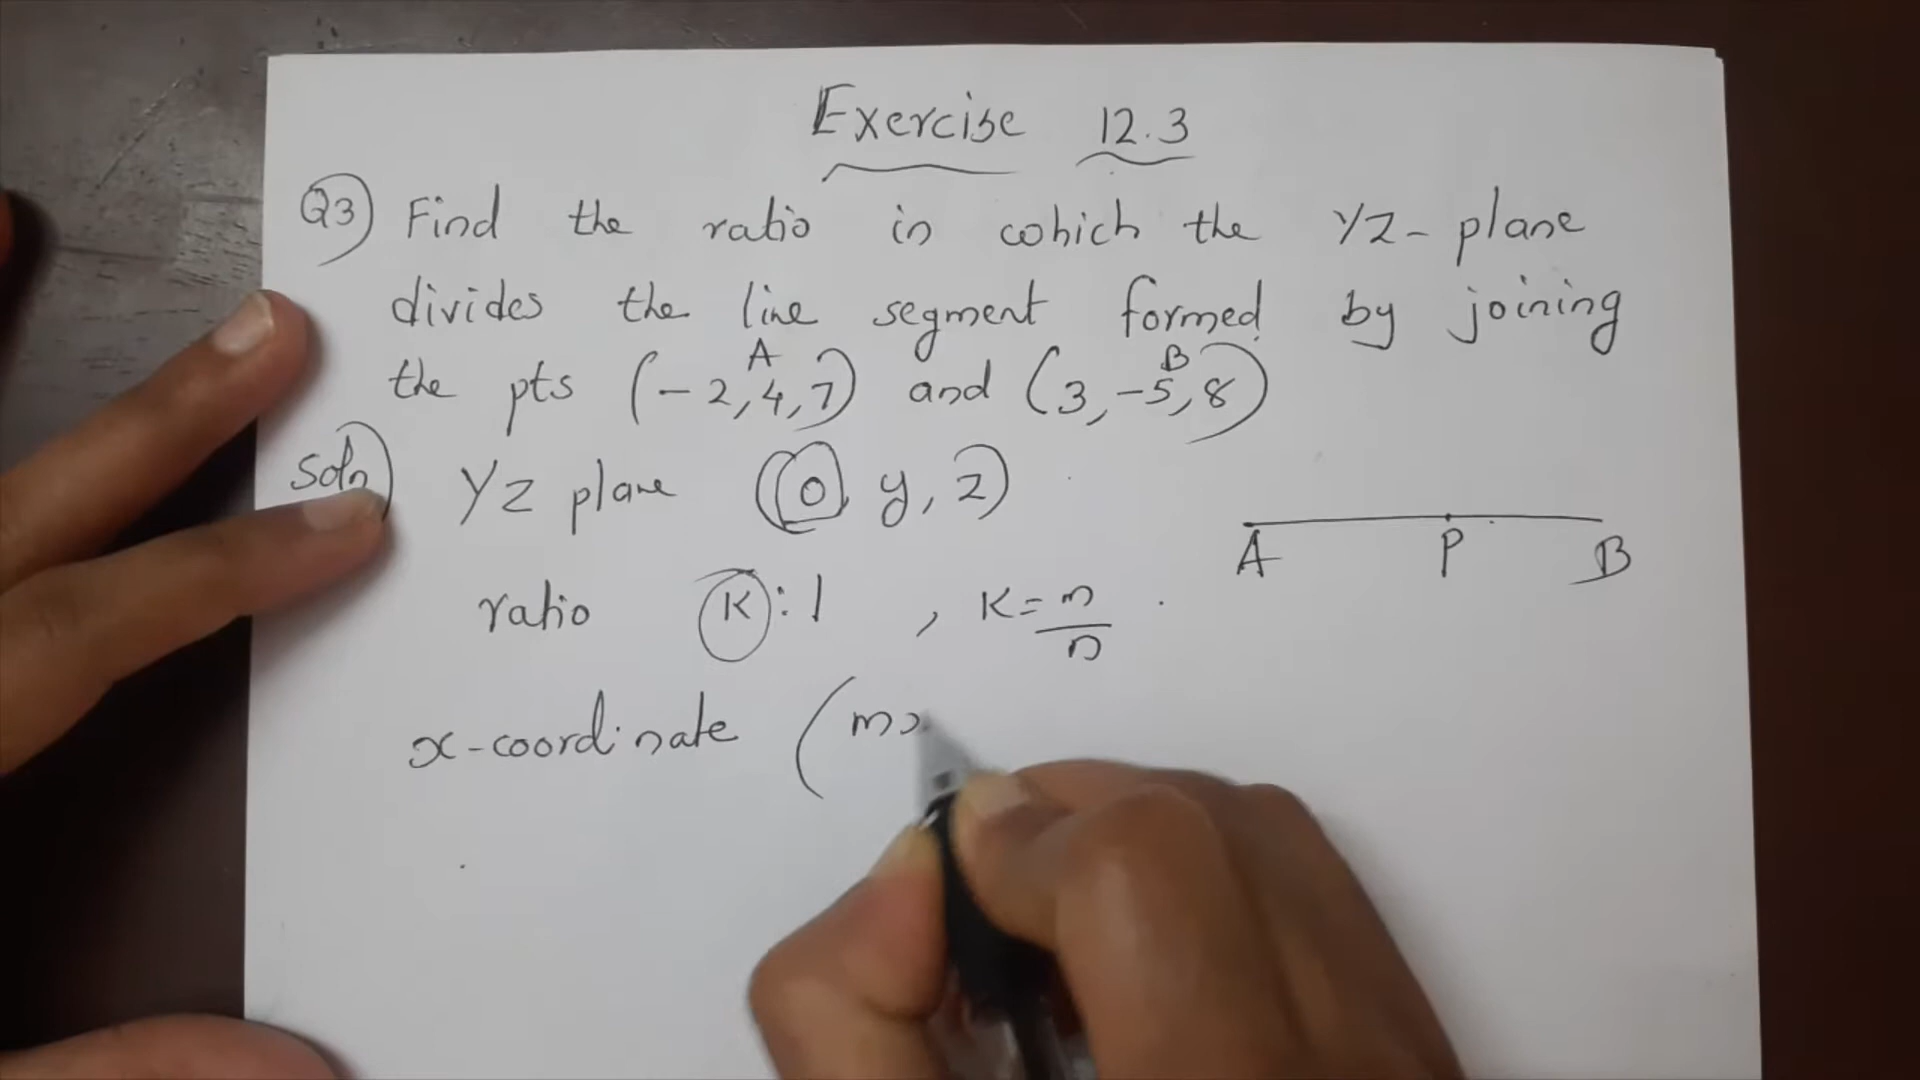 Exercise 12.3
Q3) Find the ratio in which the YZ-plane
divides the line segment formed by joining
A B
the pts (-2,4,7) and (3,-5,8)
Soln) YZ plane (0, y, z)
A P B
ratio K:1 , K=m/n
x-coordinate (mx